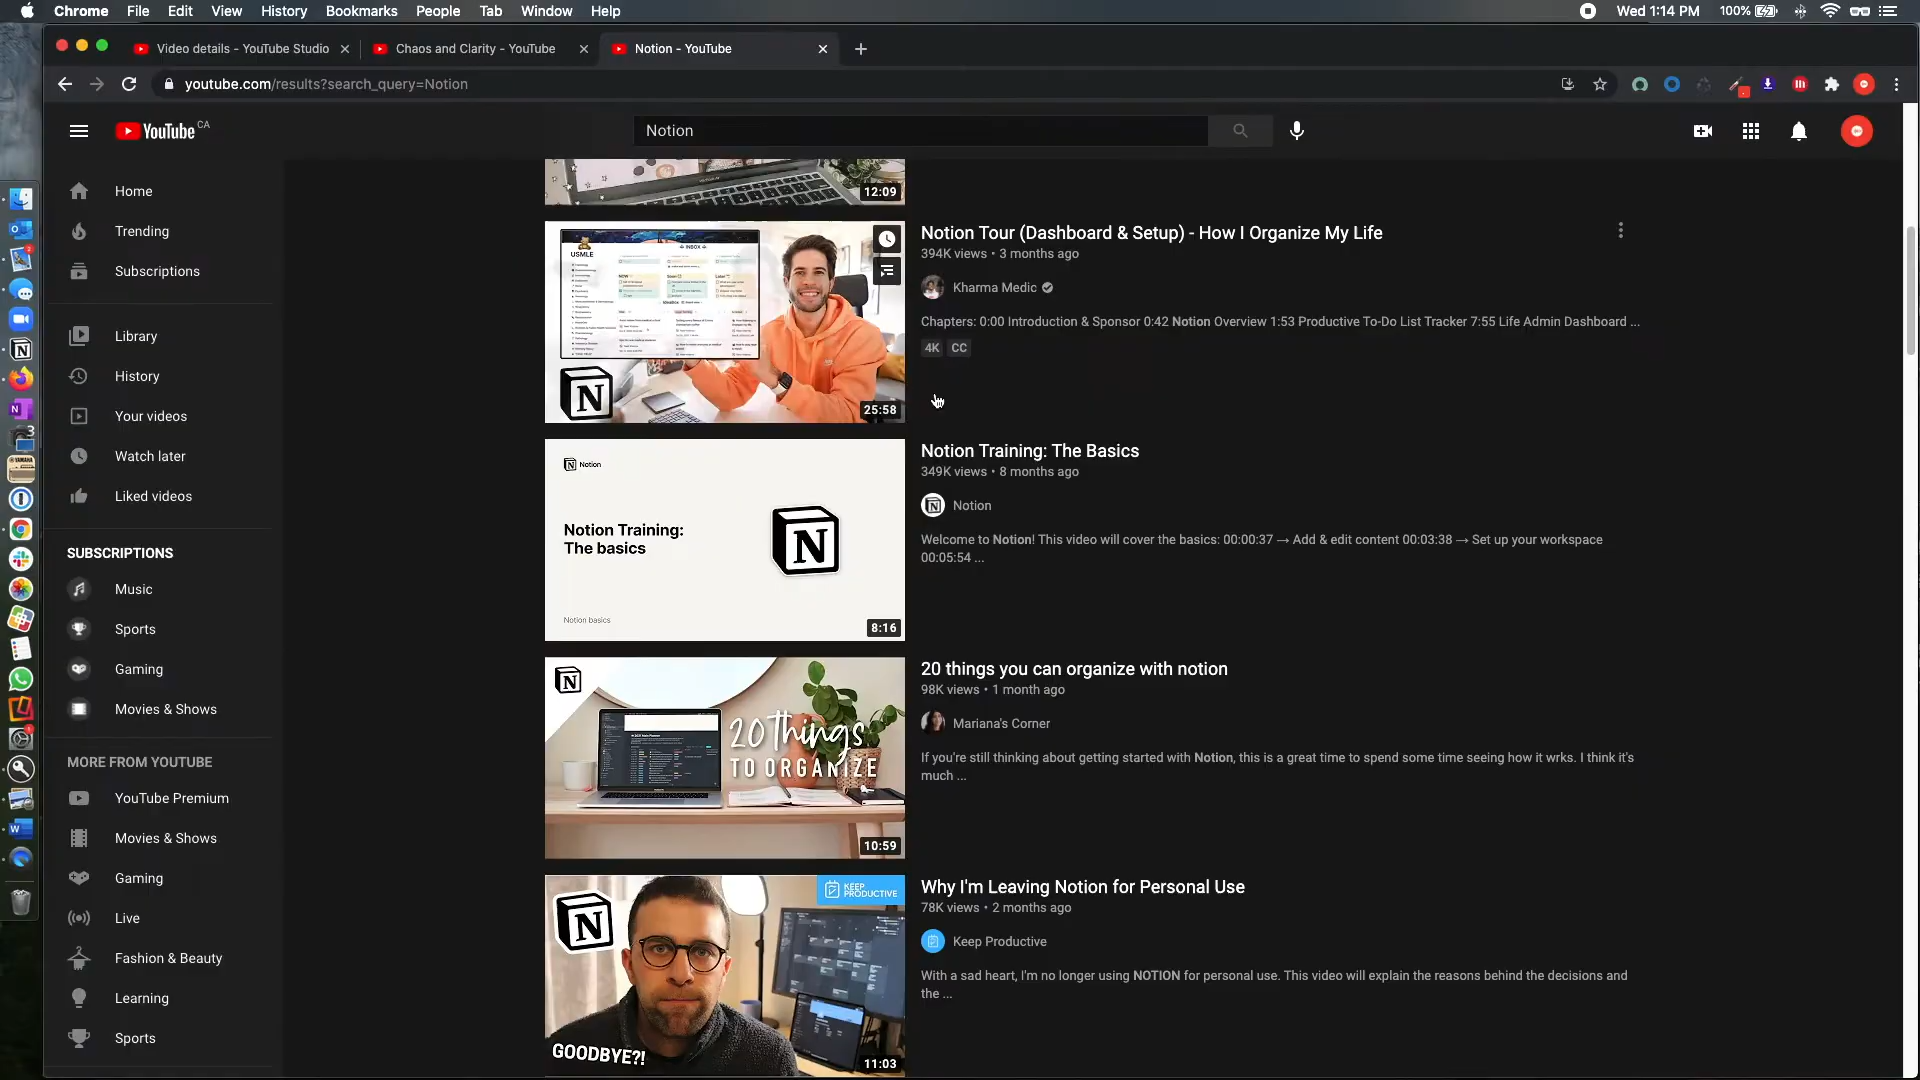 Chrome File Edit View History Bookmarks People Tab Window Help
Wed 1:14 PM 100%
Video details - YouTube Studio
Chaos and Clarity - YouTube
Notion - YouTube
youtube.com/results?search_query=Notion
YouTube CA
Notion
Home
Trending
Subscriptions
Library
History
Your videos
Watch later
Liked videos
SUBSCRIPTIONS
Music
Sports
Gaming
Movies & Shows
MORE FROM YOUTUBE
YouTube Premium
Movies & Shows
Gaming
Live
Fashion & Beauty
Learning
Sports
12:09
USMLE
INBOX
N
25:58
Notion Tour (Dashboard & Setup) - How I Organize My Life
394K views • 3 months ago
Kharma Medic
Chapters: 0:00 Introduction & Sponsor 0:42 Notion Overview 1:53 Productive To-Do List Tracker 7:55 Life Admin Dashboard ...
4K CC
Notion
Notion Training:
The basics
N
Notion basics
8:16
Notion Training: The Basics
349K views • 8 months ago
Notion
Welcome to Notion! This video will cover the basics: 00:00:37 → Add & edit content 00:03:38 → Set up your workspace
00:05:54 ...
N
20 things
TO ORGANIZE
10:59
20 things you can organize with notion
98K views • 1 month ago
Mariana's Corner
If you're still thinking about getting started with Notion, this is a great time to spend some time seeing how it wrks. I think it's
much ...
N
KEEP
PRODUCTIVE
GOODBYE?!
11:03
Why I'm Leaving Notion for Personal Use
78K views • 2 months ago
Keep Productive
With a sad heart, I'm no longer using NOTION for personal use. This video will explain the reasons behind the decisions and
the ...